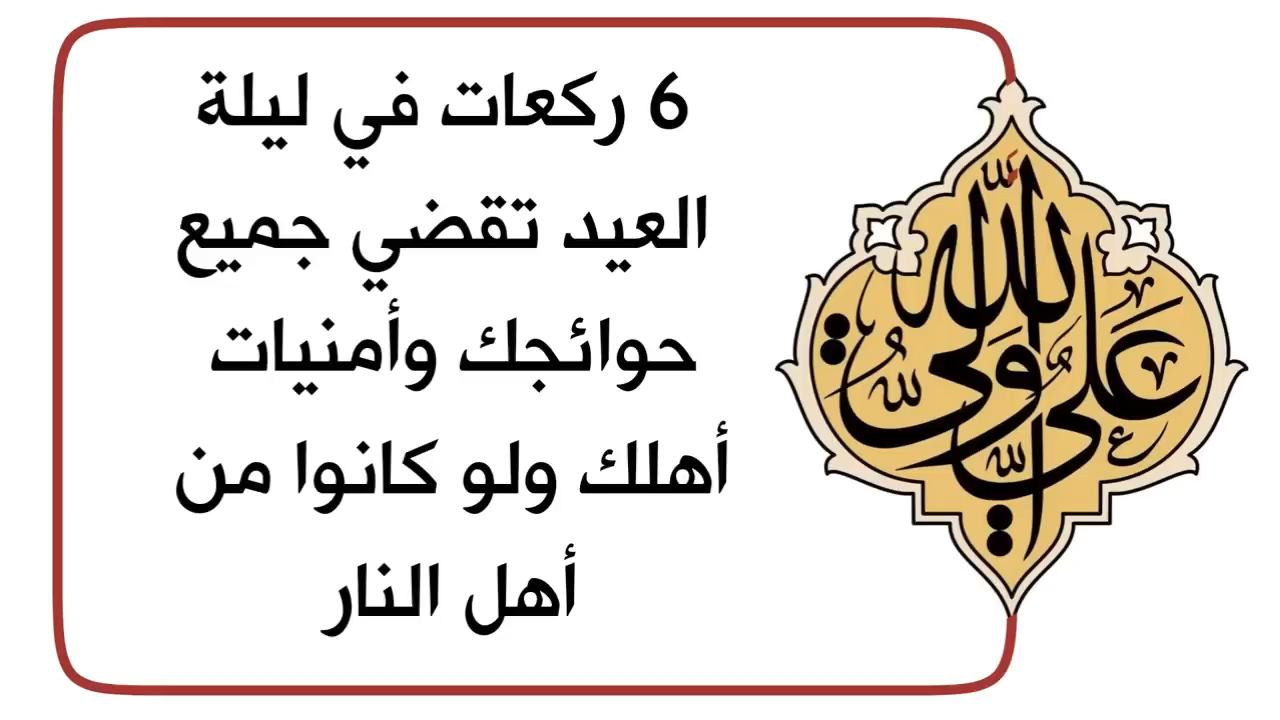 6 ركعات في ليلة
العيد تقضي جميع
حوائجك وأمنيات
أهلك ولو كانوا من
أهل النار
علي ولي الله